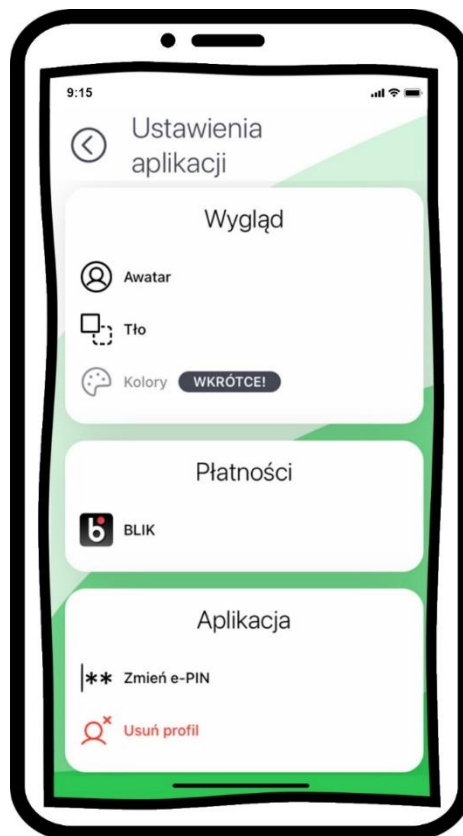 9:15
Ustawienia
aplikacji
Wygląd
Awatar
Tło
Kolory WKRÓTCE!
Płatności
BLIK
Aplikacja
|** Zmień e-PIN
Usuń profil